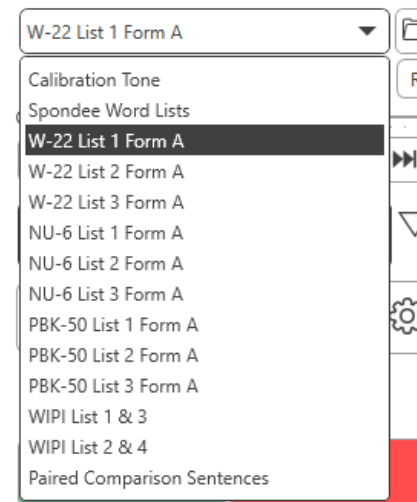 W-22 List 1 Form A
Calibration Tone
Spondee Word Lists
W-22 List 1 Form A
W-22 List 2 Form A
W-22 List 3 Form A
NU-6 List 1 Form A
NU-6 List 2 Form A
NU-6 List 3 Form A
PBK-50 List 1 Form A
PBK-50 List 2 Form A
PBK-50 List 3 Form A
WIPI List 1 & 3
WIPI List 2 & 4
Paired Comparison Sentences